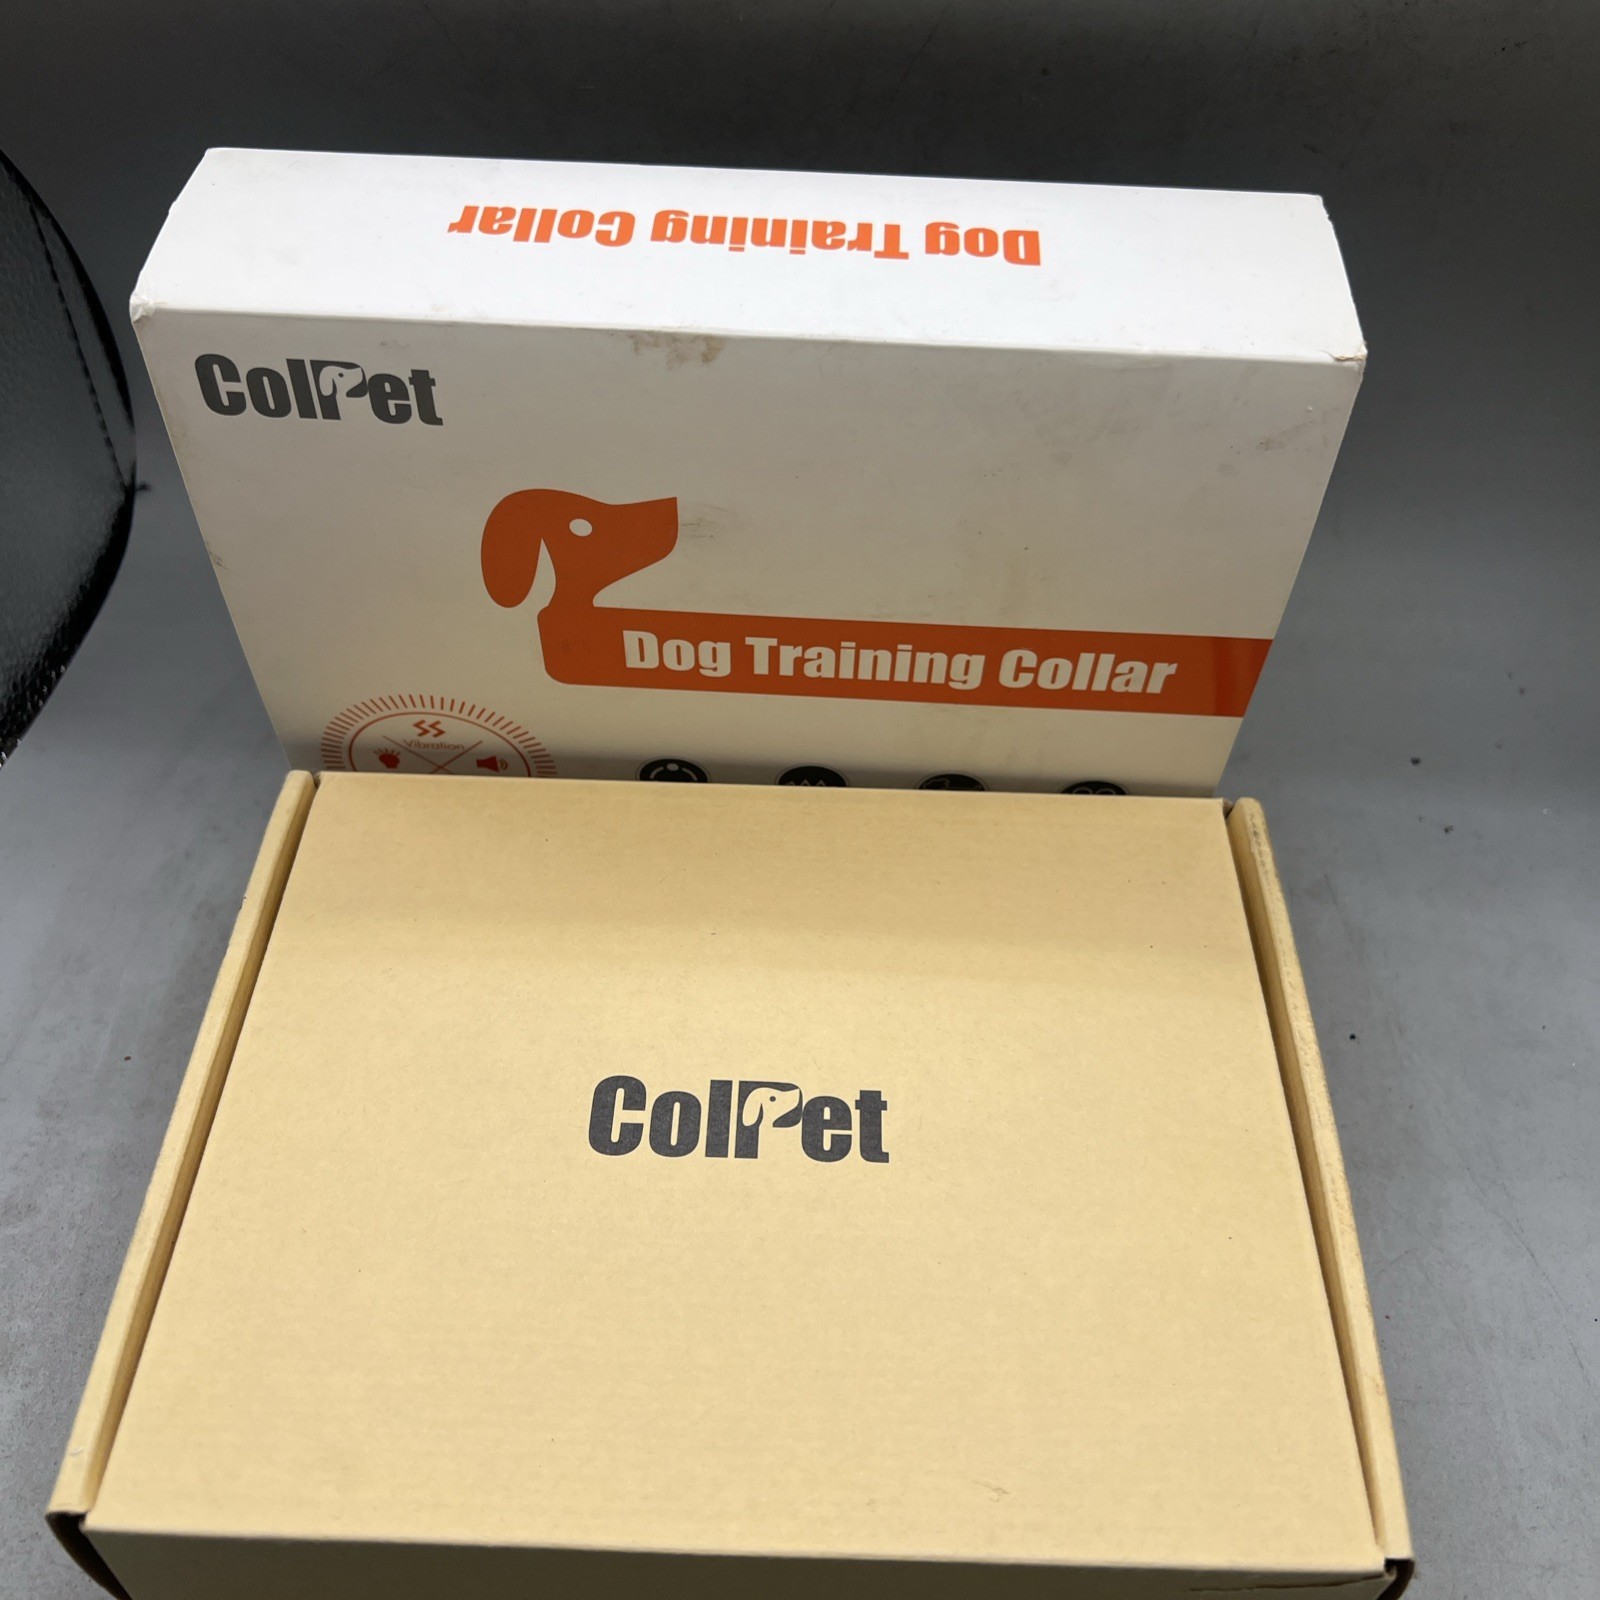 Dog Training Collar
ColPet
Dog Training Collar
Vibration
ColPet